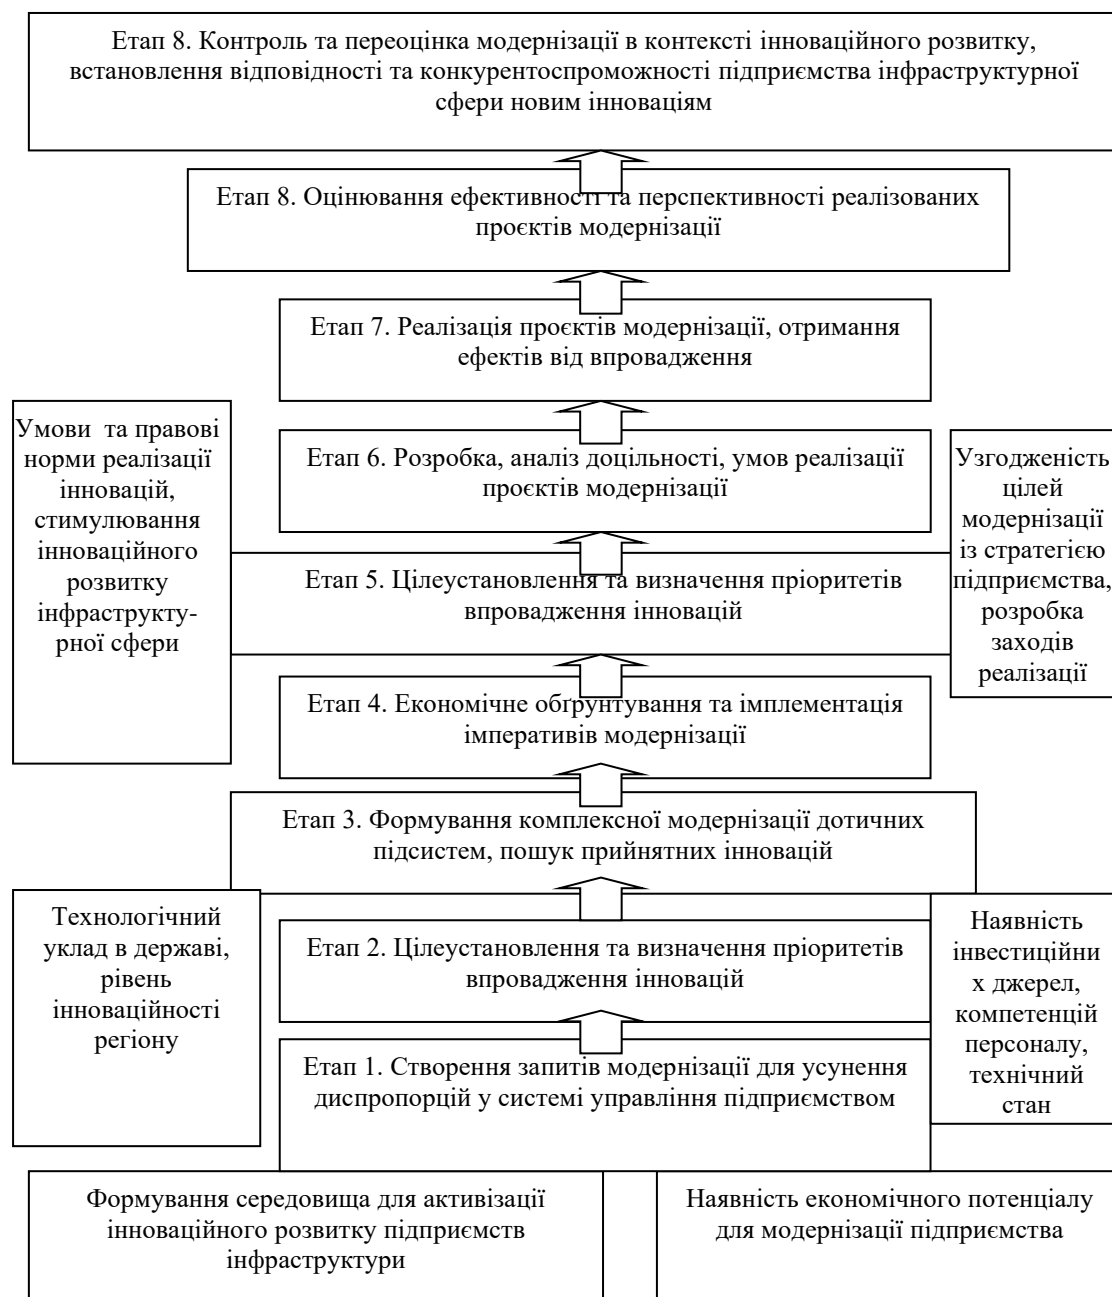 Етап 8. Контроль та переоцінка модернізації в контексті інноваційного розвитку,
встановлення відповідності та конкурентоспроможності підприємства інфраструктурної
сфери новим інноваціям
Етап 8. Оцінювання ефективності та перспективності реалізованих
проєктів модернізації
Етап 7. Реалізація проєктів модернізації, отримання
ефектів від впровадження
Умови та правові
норми реалізації
інновацій,
стимулювання
інноваційного
розвитку
інфраструкту-
рної сфери
Етап 6. Розробка, аналіз доцільності, умов реалізації
проєктів модернізації
Узгодженість
цілей
модернізації
із стратегією
підприємства,
розробка
заходів
реалізації
Етап 5. Цілеустановлення та визначення пріоритетів
впровадження інновацій
Етап 4. Економічне обґрунтування та імплементація
імперативів модернізації
Етап 3. Формування комплексної модернізації дотичних
підсистем, пошук прийнятних інновацій
Технологічний
уклад в державі,
рівень
інноваційності
регіону
Етап 2. Цілеустановлення та визначення пріоритетів
впровадження інновацій
Наявність
інвестиційни
х джерел,
компетенцій
персоналу,
технічний
стан
Етап 1. Створення запитів модернізації для усунення
диспропорцій у системі управління підприємством
Формування середовища для активізації
інноваційного розвитку підприємств
інфраструктури
Наявність економічного потенціалу
для модернізації підприємства